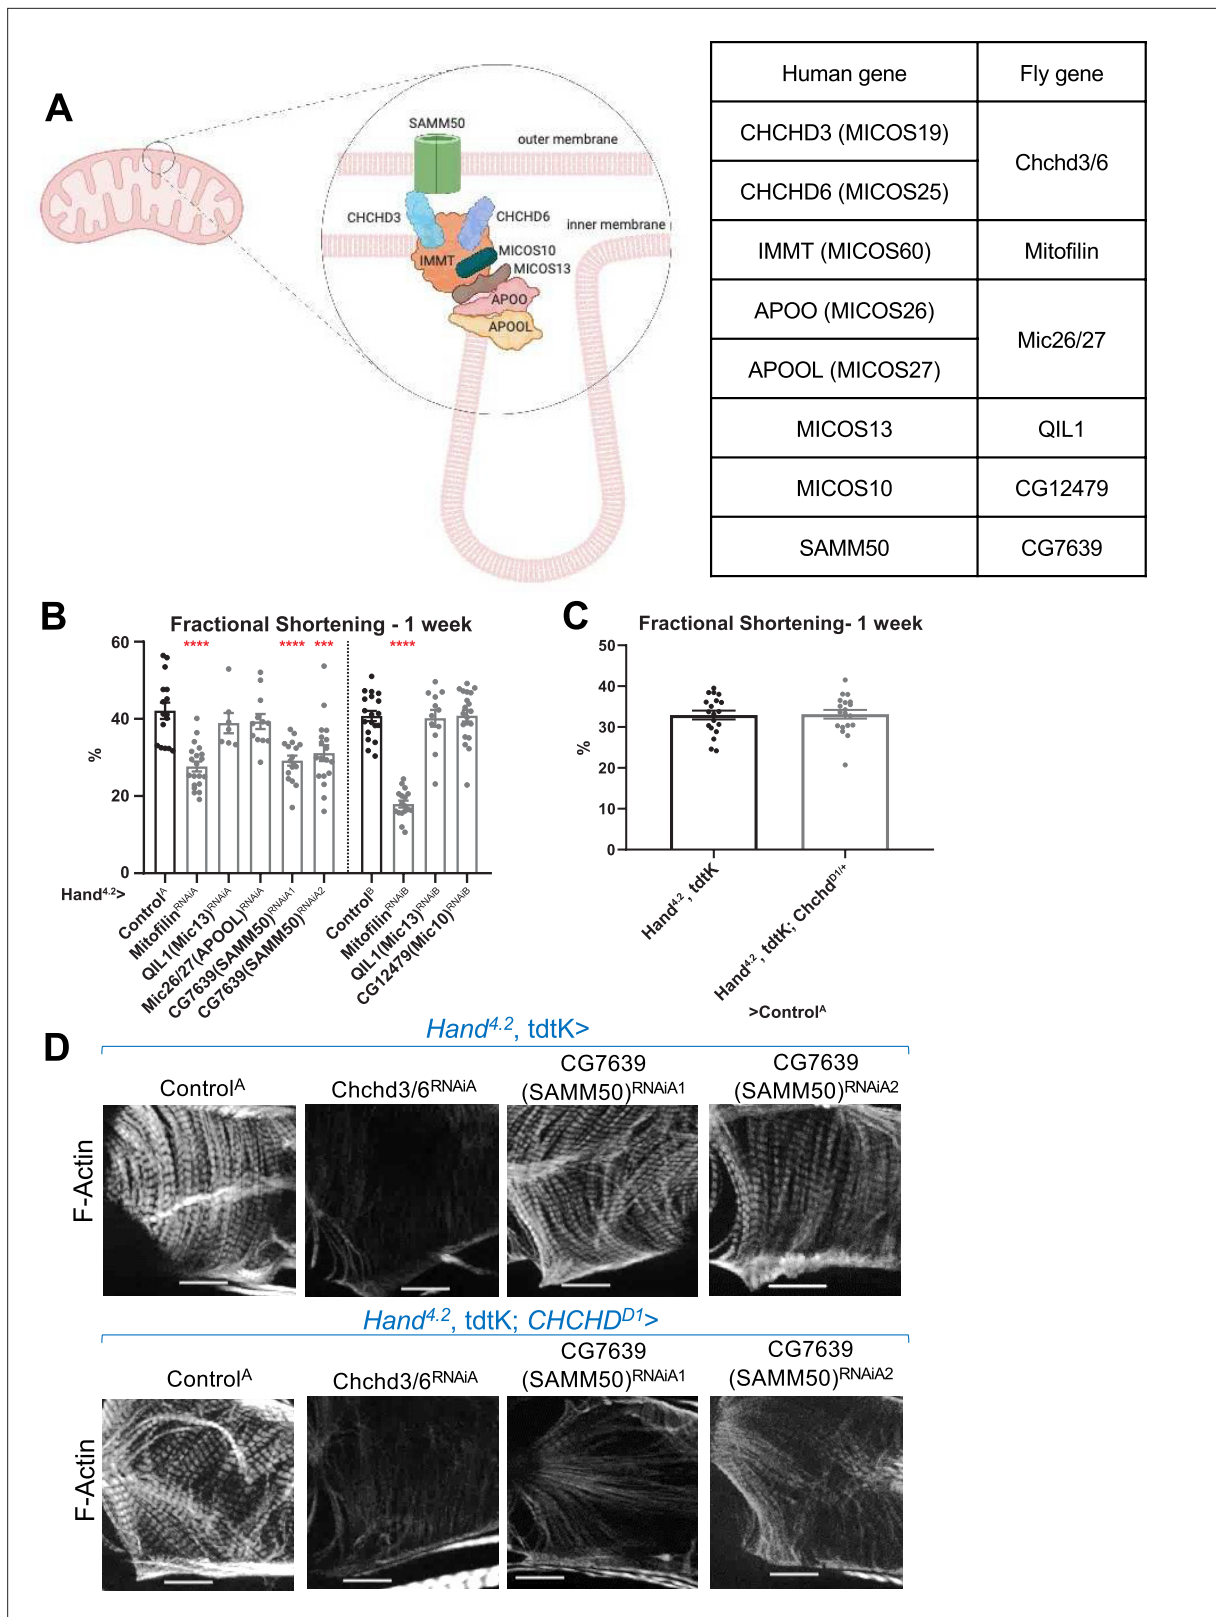 A
SAMM50
outer membrane
CHCHD3
CHCHD6
inner membrane
MICOS10
IMMT
MICOS13
APOO
APOOL
Human gene Fly gene
CHCHD3 (MICOS19)
Chchd3/6
CHCHD6 (MICOS25)
IMMT (MICOS60) Mitofilin
APOO (MICOS26)
Mic26/27
APOOL (MICOS27)
MICOS13 QIL1
MICOS10 CG12479
SAMM50 CG7639
B
Fractional Shortening - 1 week
**** **** *** ****
60
40
20
0
%
Hand4.2>
ControlA
MitofilinRNAiA
QIL1(Mic13)RNAiA
Mic26/27(APOOL)RNAiA
CG7639(SAMM50)RNAiA1
CG7639(SAMM50)RNAiA2
ControlB
MitofilinRNAiB
QIL1(Mic13)RNAiB
CG12479(Mic10)RNAiB
C
Fractional Shortening- 1 week
50
40
30
20
10
0
%
Hand4.2, tdtK
Hand4.2, tdtK; ChchdD1/+
>ControlA
D
Hand4.2, tdtK>
ControlA
Chchd3/6RNAiA
CG7639
(SAMM50)RNAiA1
CG7639
(SAMM50)RNAiA2
F-Actin
Hand4.2, tdtK; CHCHDD1>
ControlA
Chchd3/6RNAiA
CG7639
(SAMM50)RNAiA1
CG7639
(SAMM50)RNAiA2
F-Actin